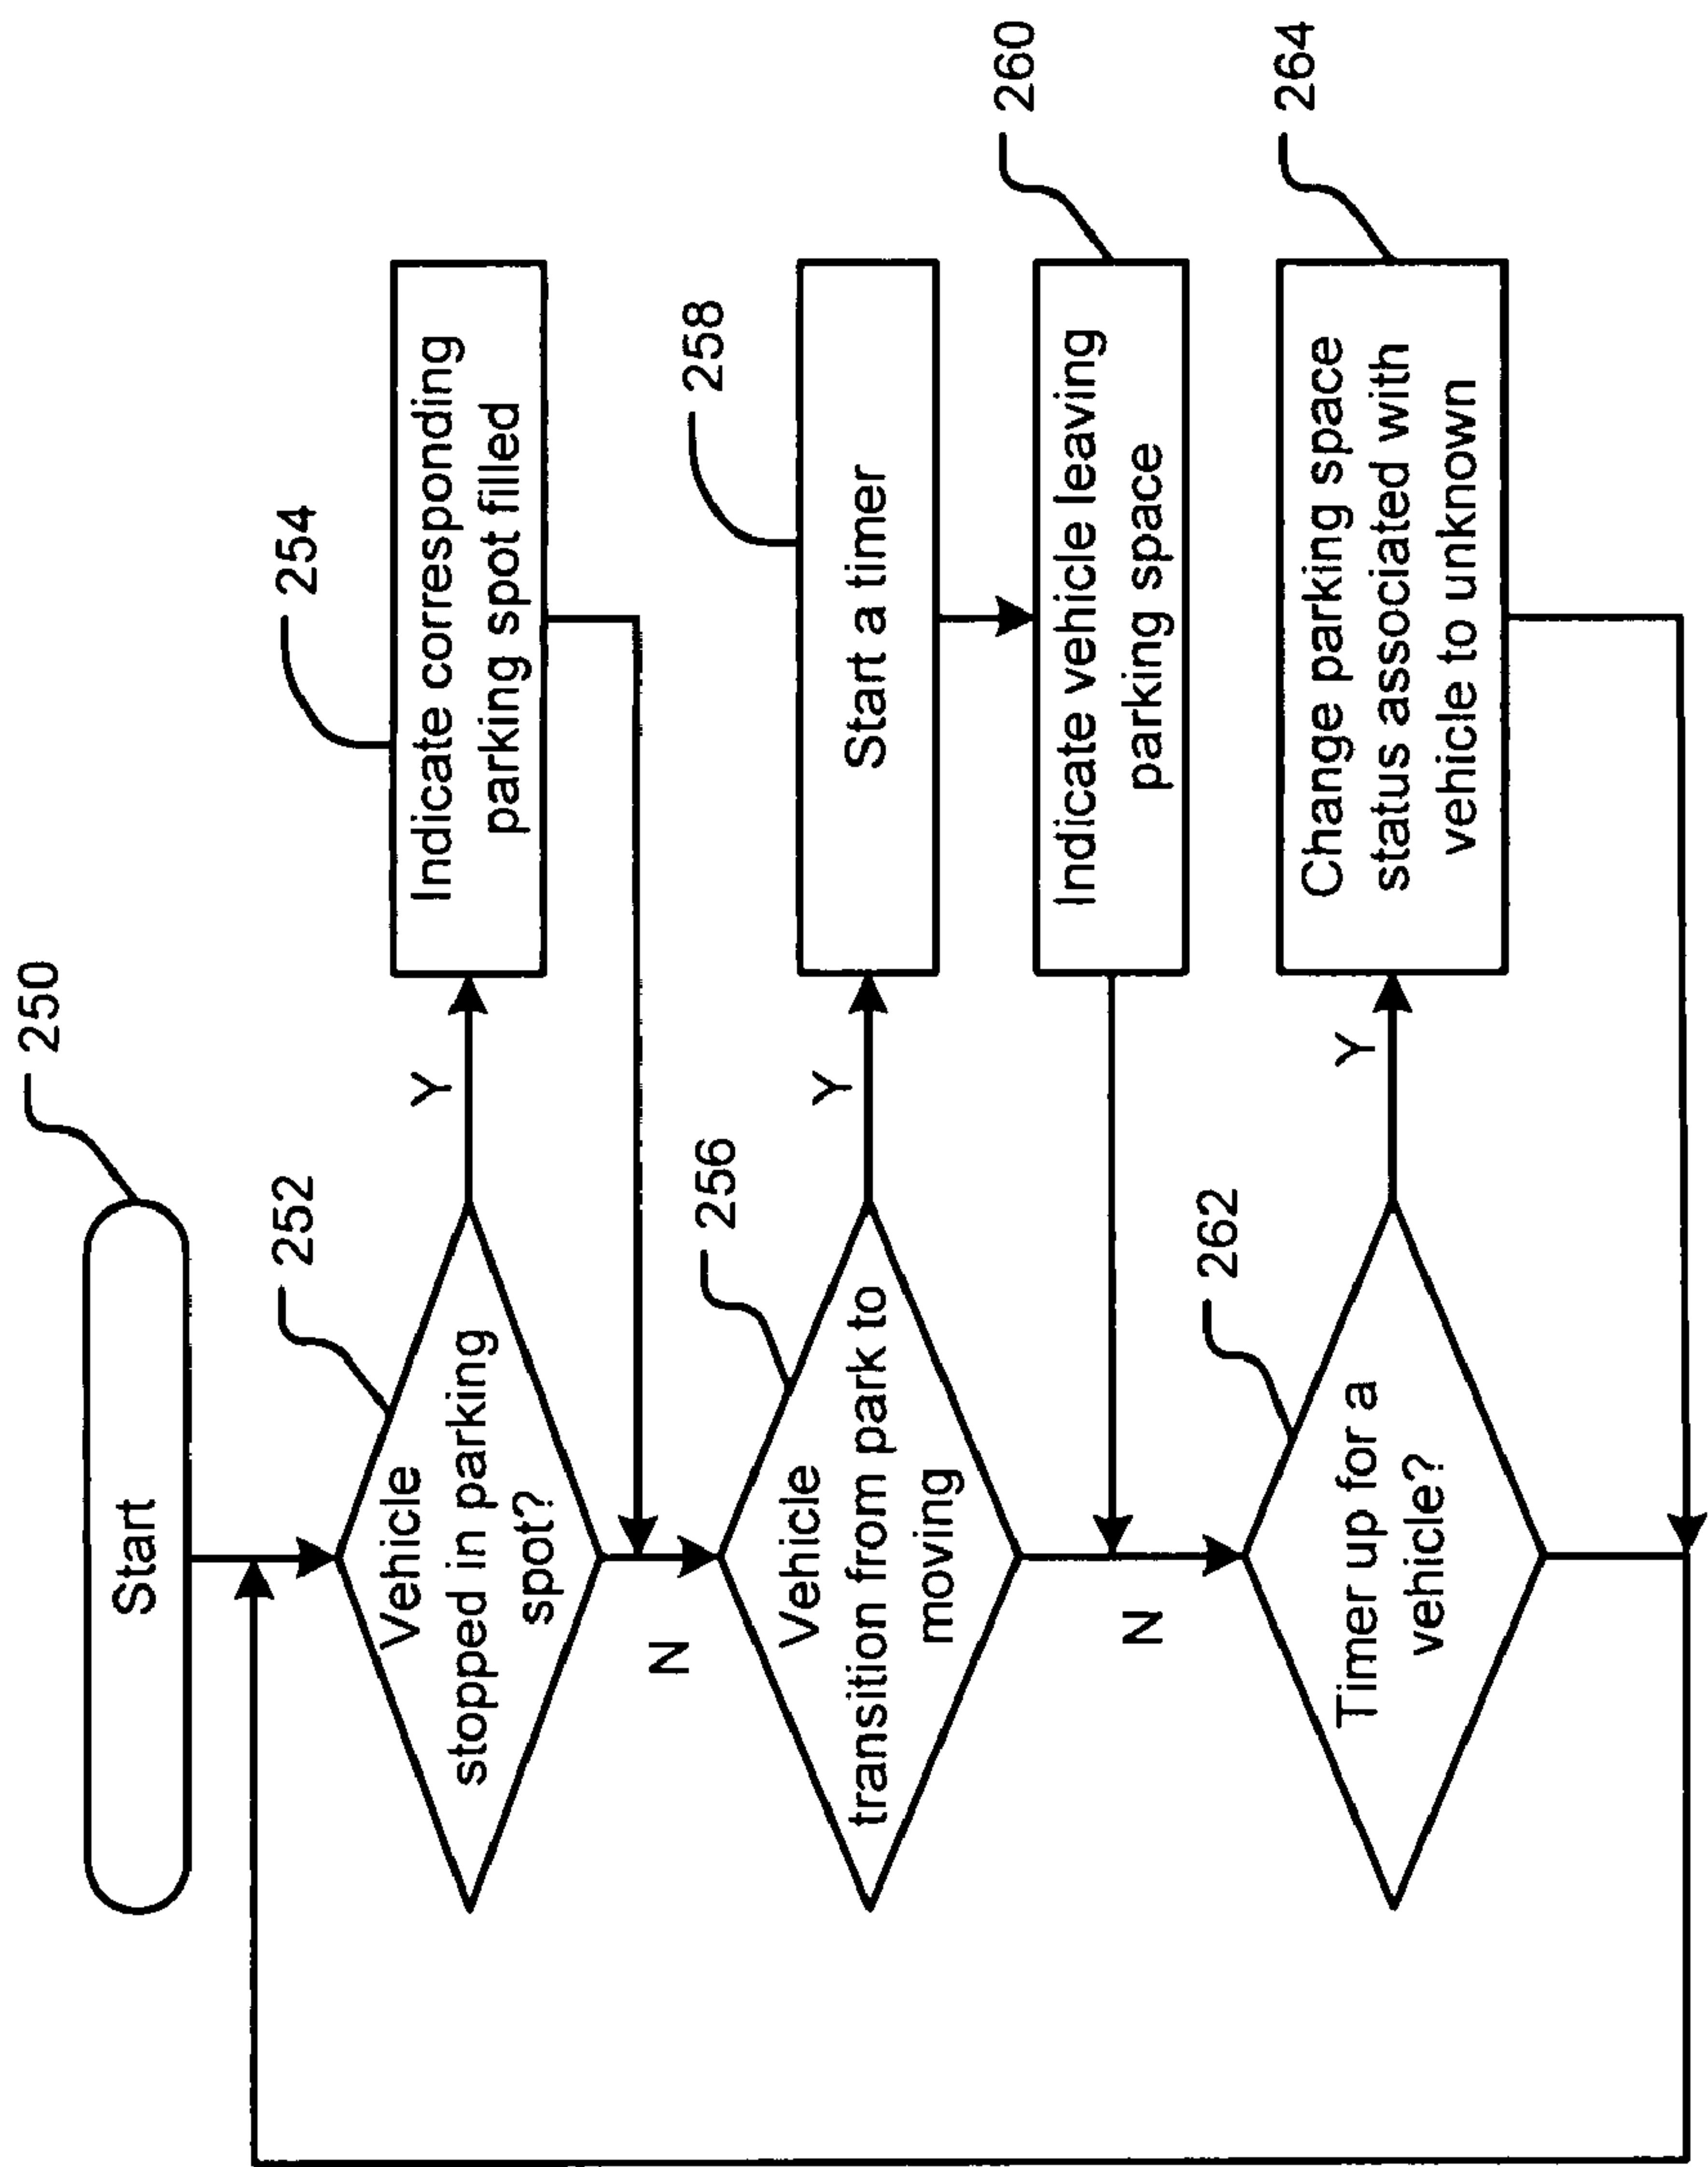 250
Start
252
Vehicle
stopped in parking
spot?
Y
254
Indicate corresponding
parking spot filled
N
256
Vehicle
transition from park to
moving
Y
258
Start a timer
260
Indicate vehicle leaving
parking space
N
262
Timer up for a
vehicle?
Y
264
Change parking space
status associated with
vehicle to unknown